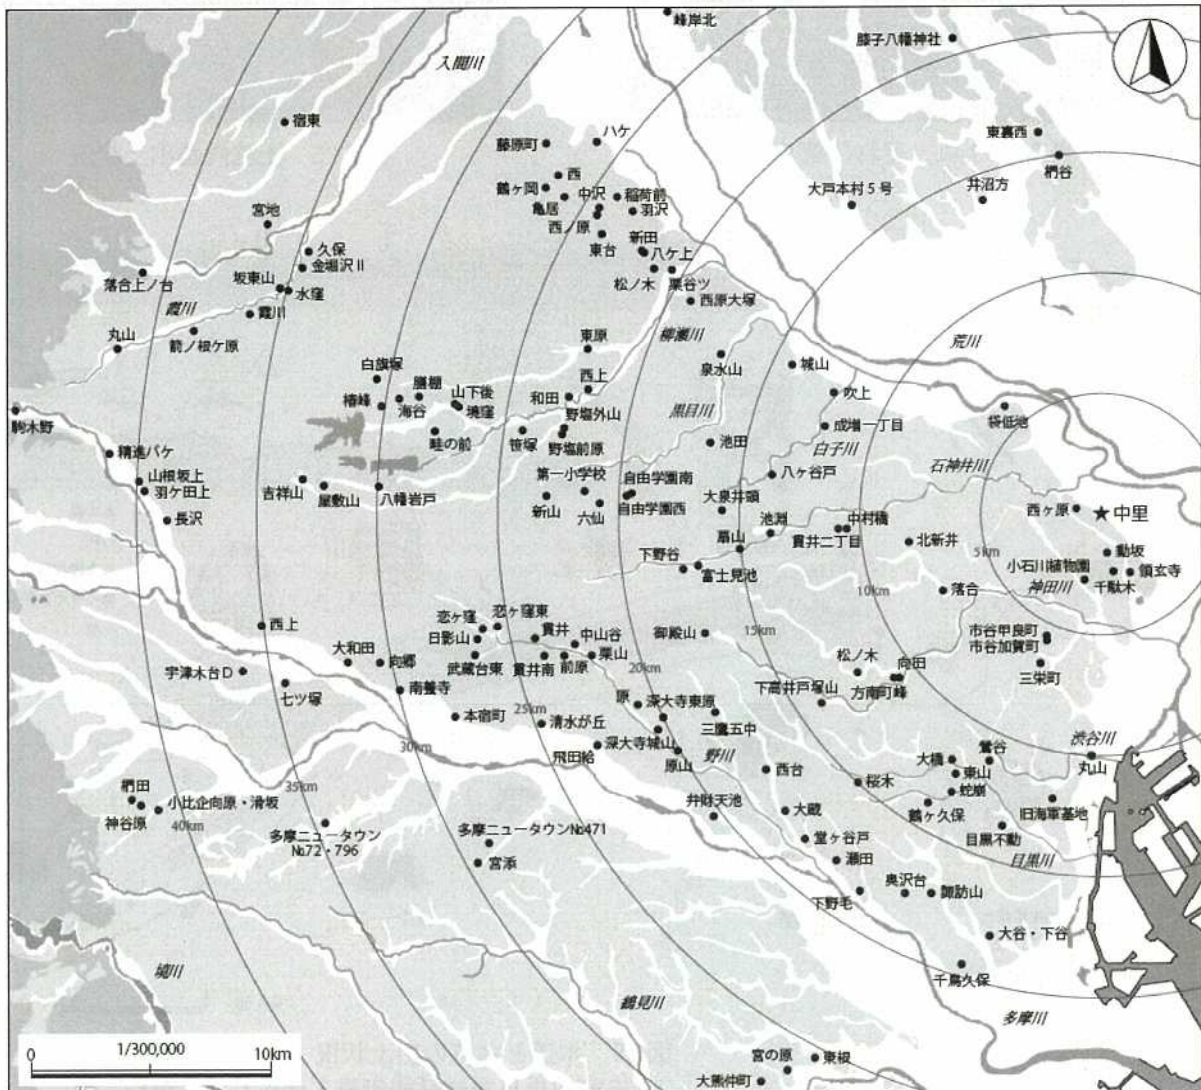 峰岸北
膝子八幡神社
入間川
宿東
藤原町
ハケ
東裏西
椚谷
西
鶴ヶ岡
中沢
稲荷前
大戸本村5号
井沼方
亀居
羽沢
宮地
西ノ原
東台
新田
ハケ上
久保
金堀沢Ⅱ
松ノ木
栗谷ツ
落合上ノ台
坂東山
水窪
西原大塚
霞川
霞川
柳瀬川
荒川
丸山
箭ノ根ケ原
東原
泉水山
城山
白旗塚
膳棚
山下後
西上
吹上
椿峰
海谷
境窪
和田
野塩外山
黒目川
袋低地
駒木野
畦の前
笹塚
野塩前原
池田
成増一丁目
白子川
精進バケ
石神井川
山根坂上
羽ケ田上
吉祥山
屋敷山
八幡岩戸
第一小学校
自由学園南
八ヶ谷戸
大泉井頭
長沢
新山
六仙
自由学園西
池淵
中村橋
西ヶ原
中里
扇山
貫井二丁目
北新井
5km
動坂
下野谷
富士見池
小石川植物園
領玄寺
神田川
千駄木
10km
落合
西上
恋ヶ窪
恋ヶ窪東
日影山
貫井
中山谷
御殿山
15km
市谷甲良町
市谷加賀町
大和田
向郷
武蔵台東
貫井南
前原
栗山
20km
松ノ木
向田
三栄町
宇津木台D
七ツ塚
南養寺
原
深大寺東原
下高井戸塚山
方南町峰
25km
本宿町
清水が丘
三鷹五中
30km
深大寺城山
飛田給
原山
野川
大橋
鶯谷
渋谷川
丸山
西台
桜木
東山
35km
椚田
小比企向原・滑坂
弁財天池
大蔵
蛇崩
神谷原
40km
鶴ヶ久保
旧海軍基地
多摩ニュータウン
№72・796
多摩ニュータウン№471
堂ヶ谷戸
目黒不動
宮添
瀬田
目黒川
奥沢台
諏訪山
下野毛
大谷・下谷
境川
千鳥久保
鶴見川
多摩川
1/300,000
0
10km
宮の原
東根
大熊仲町